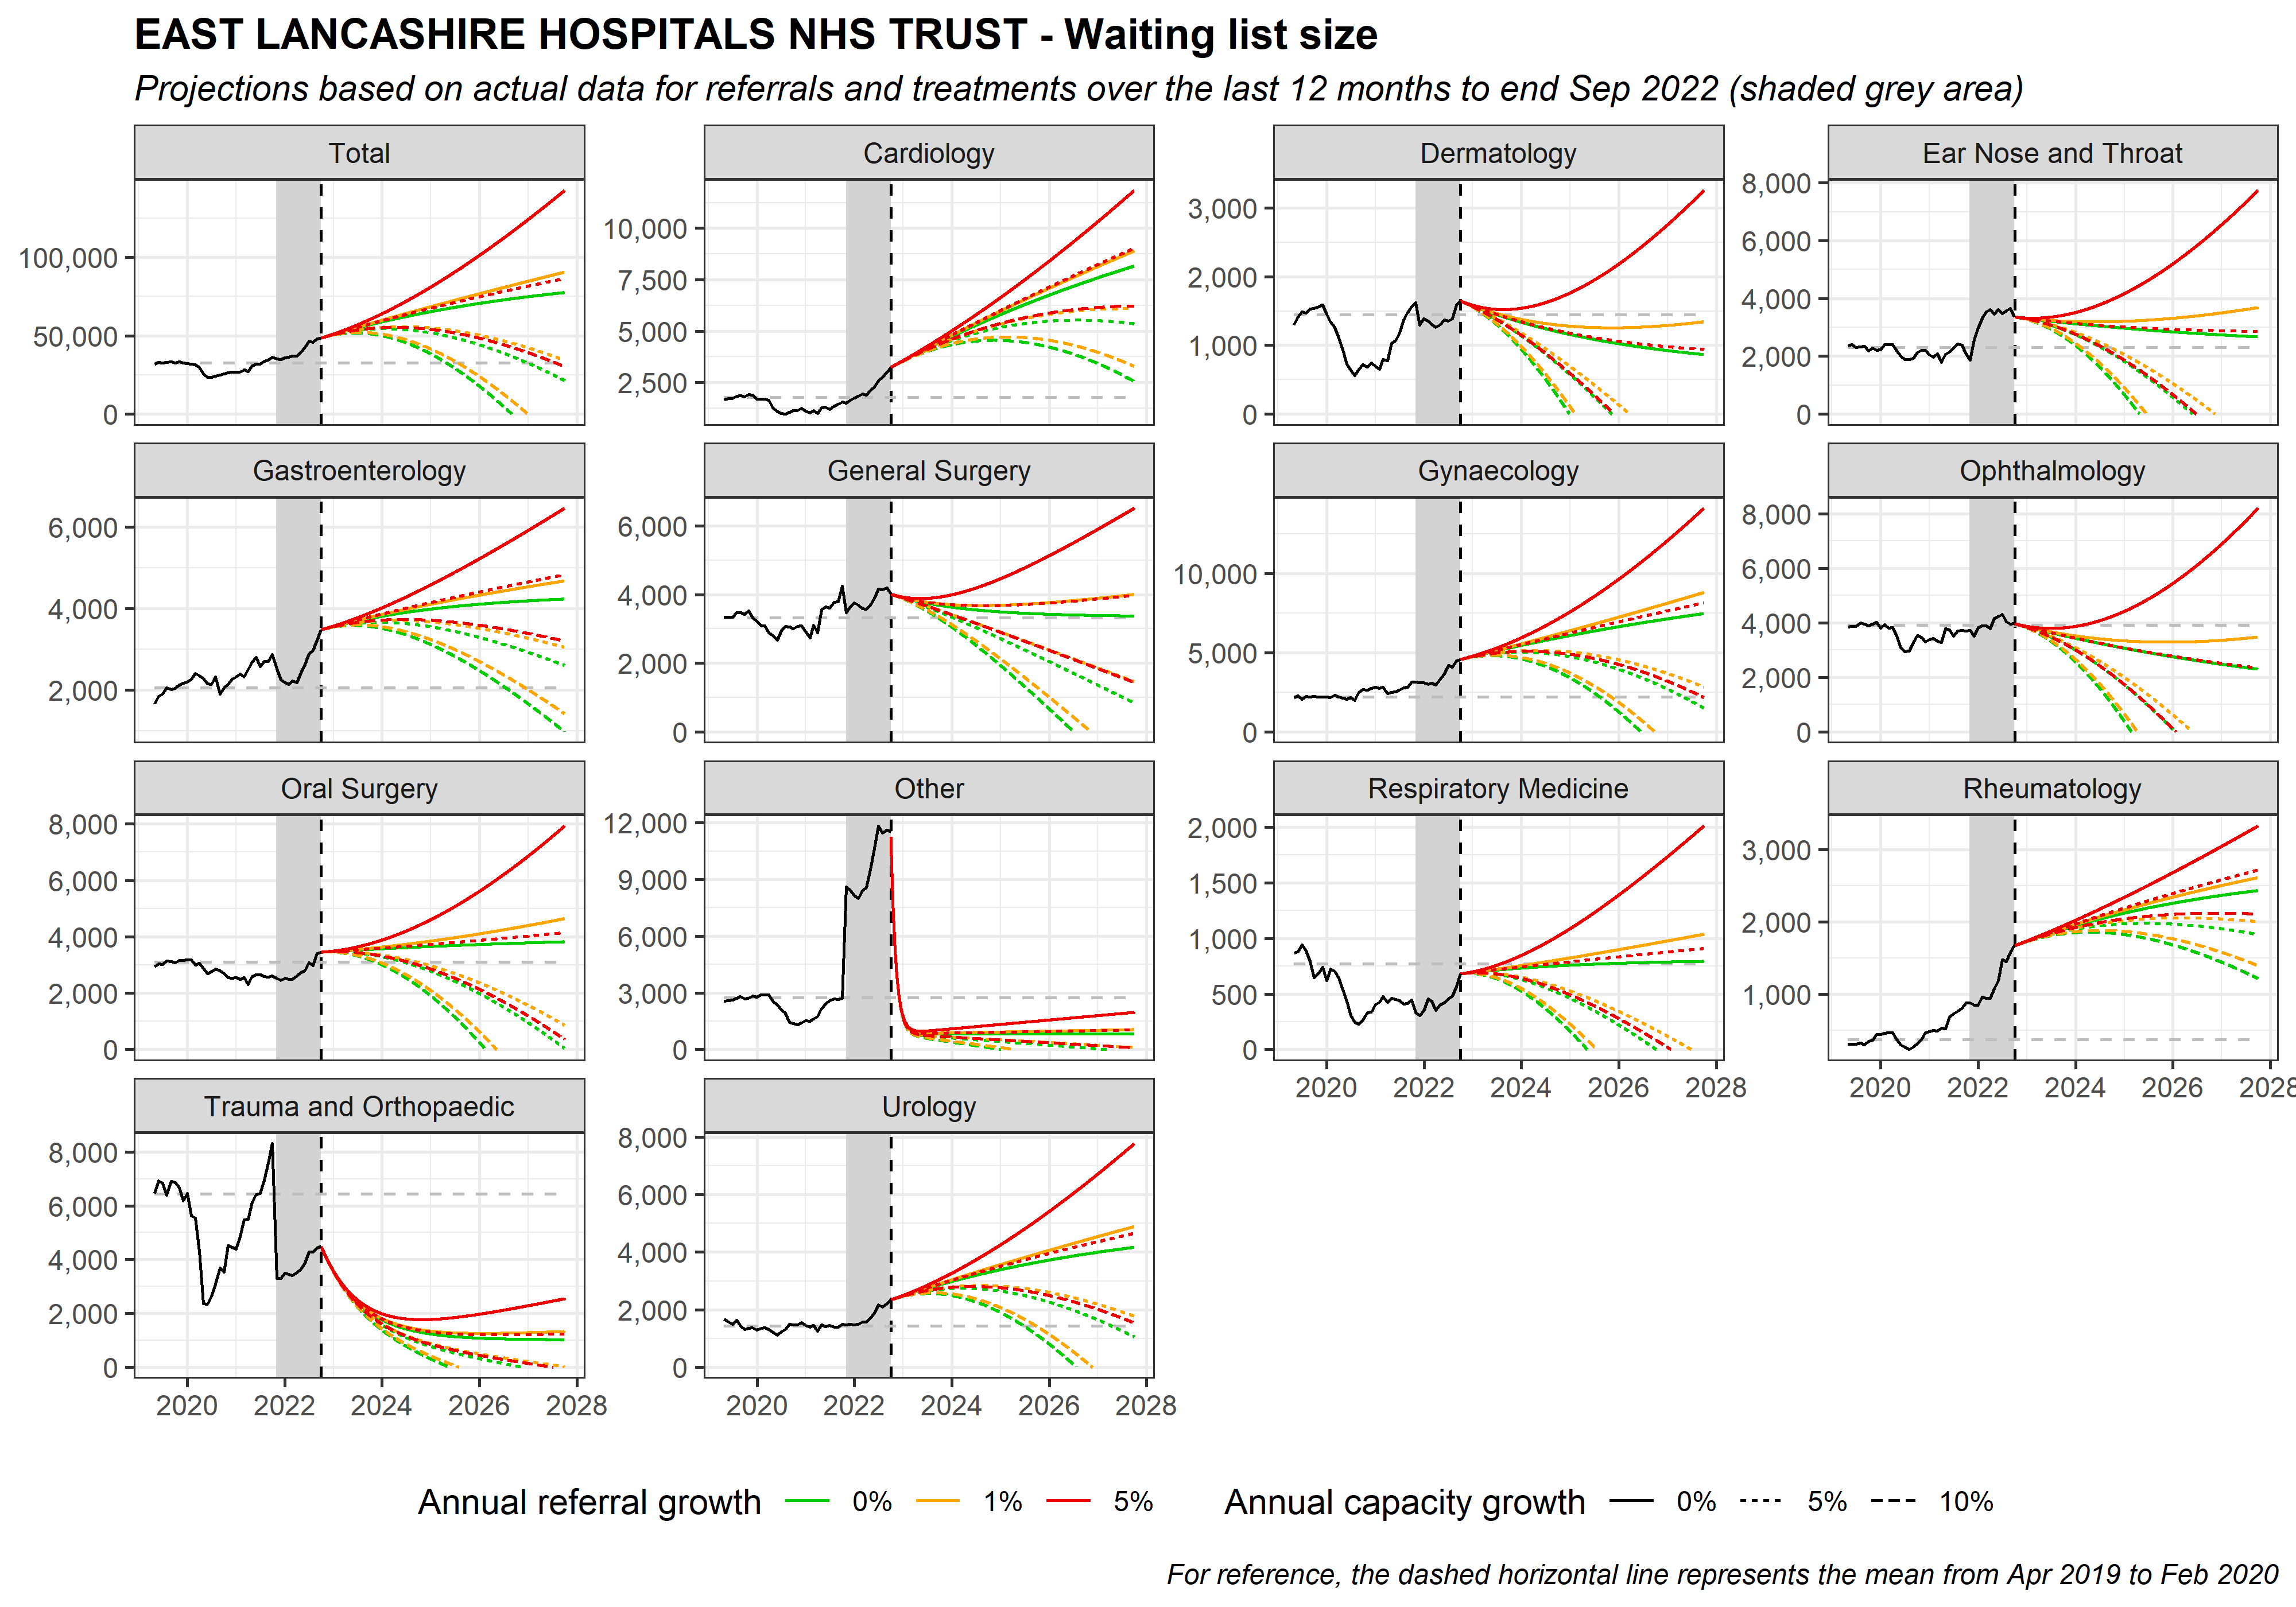 EAST LANCASHIRE HOSPITALS NHS TRUST - Waiting list size
Projections based on actual data for referrals and treatments over the last 12 months to end Sep 2022 (shaded grey area)
Total
Cardiology
Dermatology
Ear Nose and Throat
100,000
50,000
0
10,000
7,500
5,000
2,500
3,000
2,000
1,000
0
8,000
6,000
4,000
2,000
0
Gastroenterology
General Surgery
Gynaecology
Ophthalmology
6,000
4,000
2,000
6,000
4,000
2,000
0
10,000
5,000
0
8,000
6,000
4,000
2,000
0
Oral Surgery
Other
Respiratory Medicine
Rheumatology
8,000
6,000
4,000
2,000
0
12,000
9,000
6,000
3,000
0
2,000
1,500
1,000
500
0
3,000
2,000
1,000
2020 2022 2024 2026 2028
2020 2022 2024 2026 2028
Trauma and Orthopaedic
Urology
8,000
6,000
4,000
2,000
0
8,000
6,000
4,000
2,000
0
2020 2022 2024 2026 2028
2020 2022 2024 2026 2028
Annual referral growth 0% 1% 5%
Annual capacity growth 0% 5% 10%
For reference, the dashed horizontal line represents the mean from Apr 2019 to Feb 2020